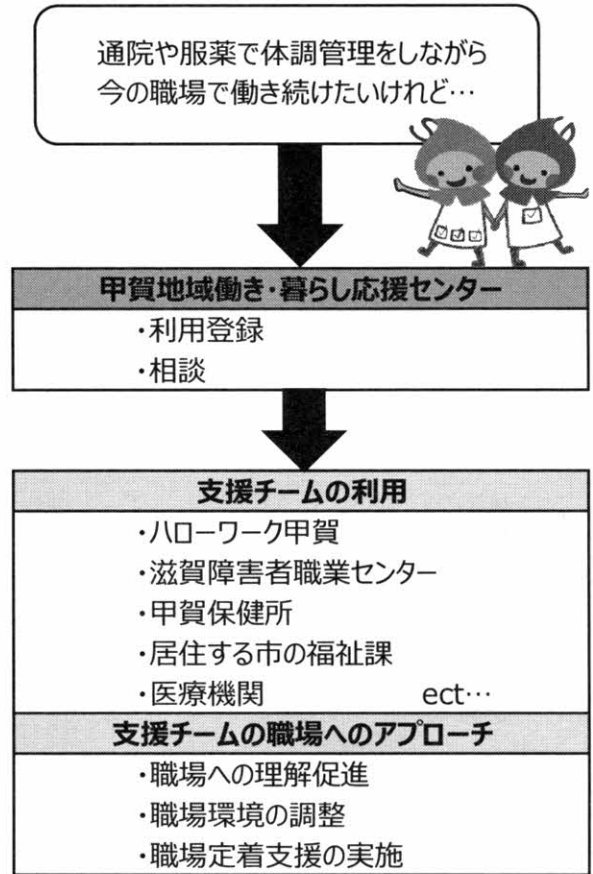 通院や服薬で体調管理をしながら
今の職場で働き続けたいけれど…
甲賀地域働き・暮らし応援センター
・利用登録
・相談
支援チームの利用
・ハローワーク甲賀
・滋賀障害者職業センター
・甲賀保健所
・居住する市の福祉課
・医療機関 ect…
支援チームの職場へのアプローチ
・職場への理解促進
・職場環境の調整
・職場定着支援の実施